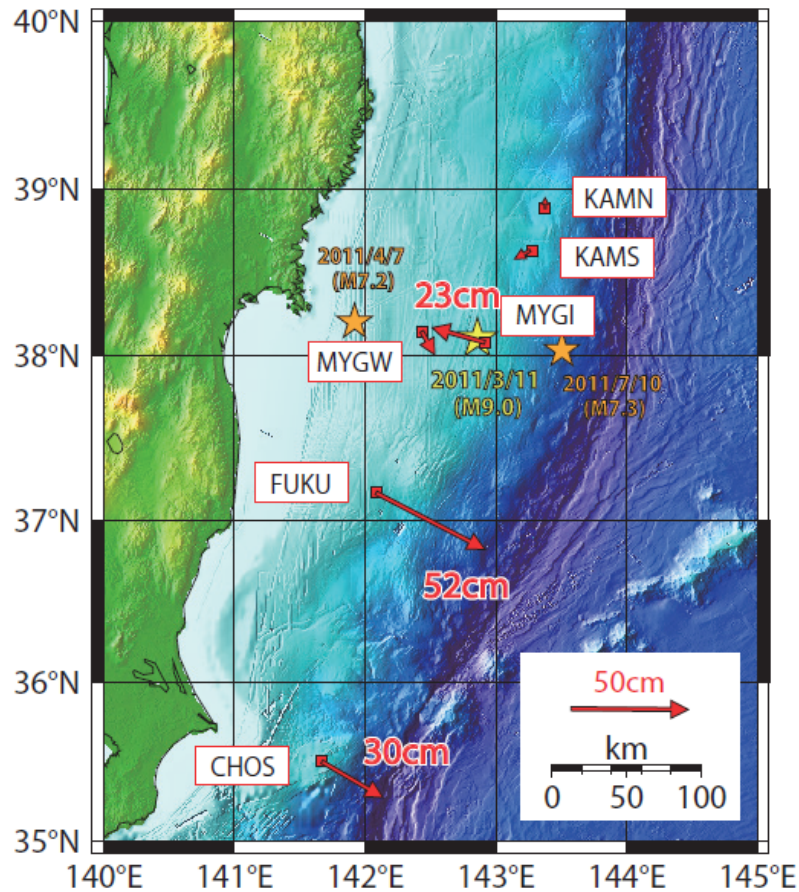 40°N
39°N
KAMN
2011/4/7
(M7.2)
KAMS
23cm
MYGI
38°N
MYGW
2011/3/11
(M9.0)
2011/7/10
(M7.3)
FUKU
37°N
52cm
36°N
50cm
30cm
km
CHOS
0 50 100
35°N
140°E 141°E 142°E 143°E 144°E 145°E